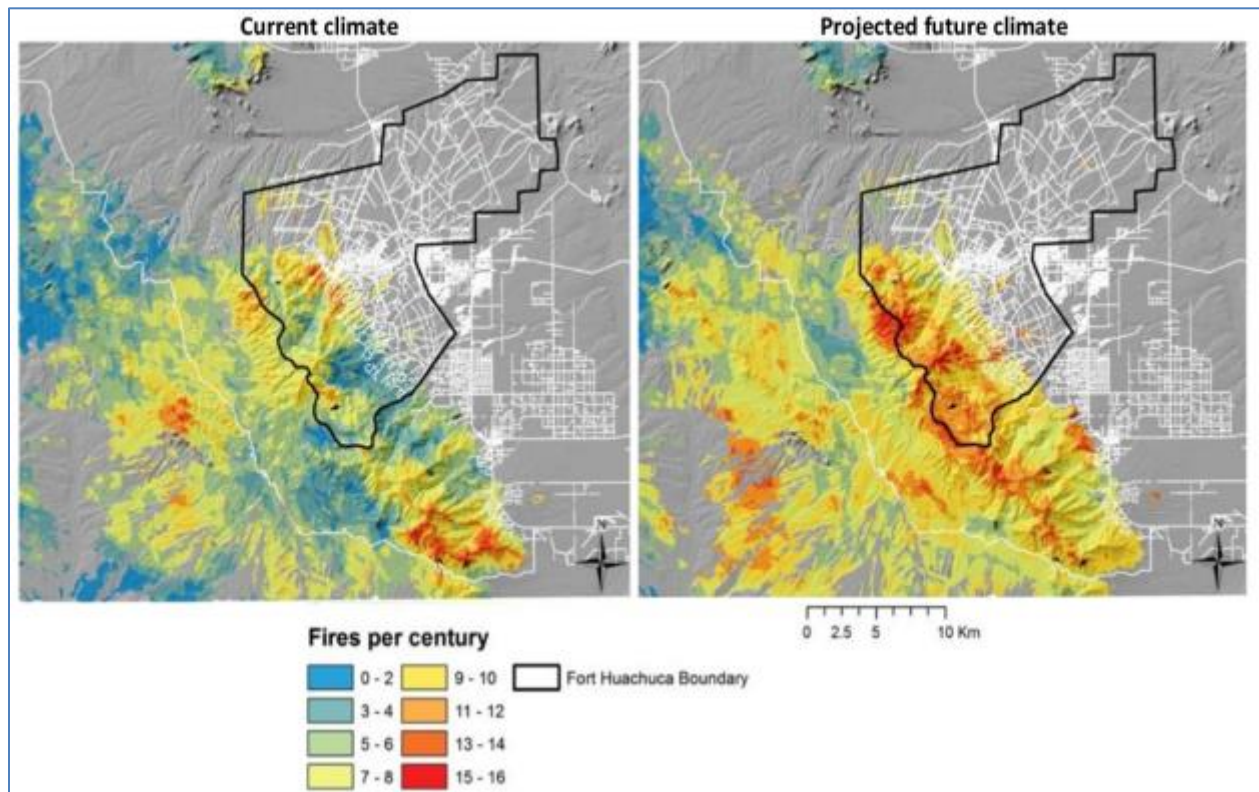 Current climate
Projected future climate
0 2.5 5 10 Km
Fires per century
0 - 2
9 - 10
Fort Huachuca Boundary
3 - 4
11 - 12
5 - 6
13 - 14
7 - 8
15 - 16